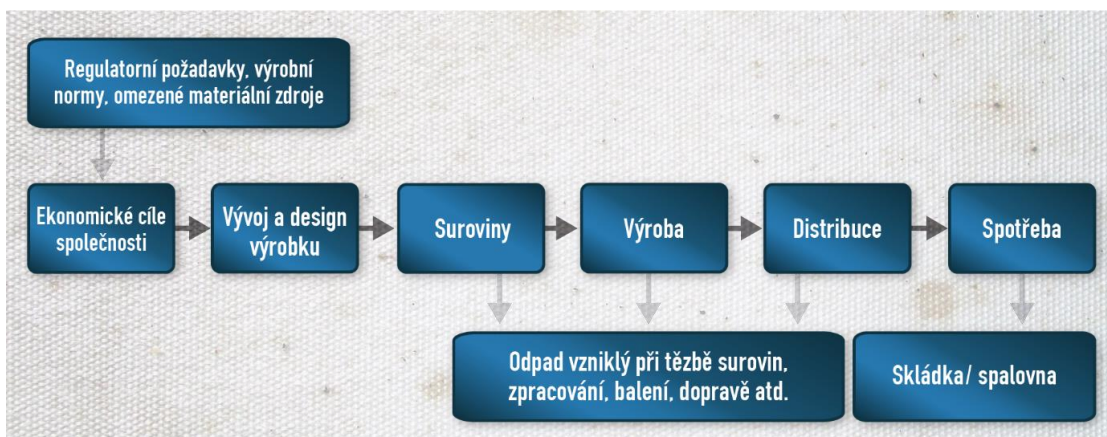 Regulatorní požadavky, výrobní
normy, omezené materiální zdroje
Ekonomické cíle
společnosti
Vývoj a design
výrobku
Suroviny
Výroba
Distribuce
Spotřeba
Odpad vzniklý při tězbě surovin,
zpracování, balení, dopravě atd.
Skládka/ spalovna